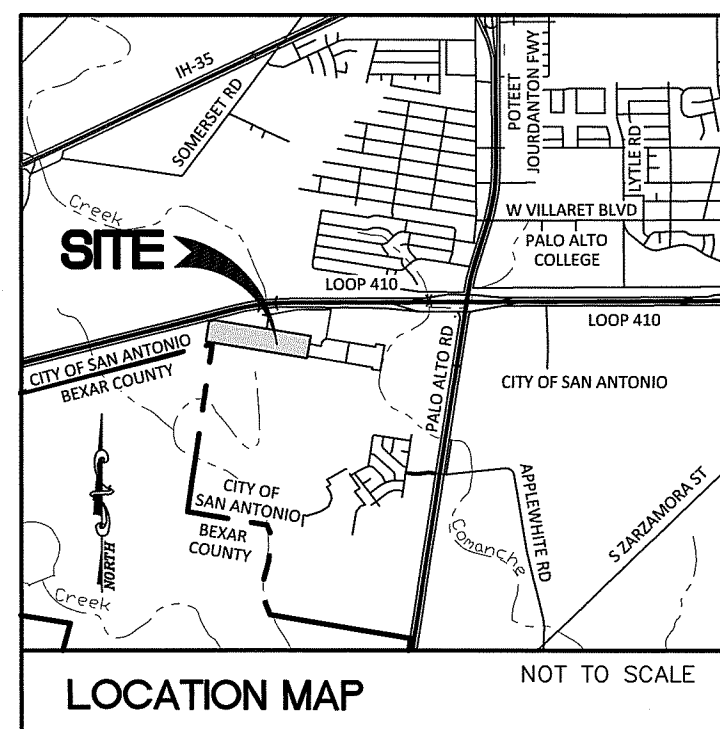 IH-35
SOMERSET RD
POTEET
JOURDANTON FWY
LYTLE RD
Creek
W VILLARET BLVD
PALO ALTO
COLLEGE
SITE
LOOP 410
LOOP 410
CITY OF SAN ANTONIO
BEXAR COUNTY
PALO ALTO RD
CITY OF SAN ANTONIO
CITY OF
SAN ANTONIO
BEXAR
COUNTY
APPLEWHITE RD
S ZARZAMORA ST
Comanche
NORTH
Creek
LOCATION MAP
NOT TO SCALE